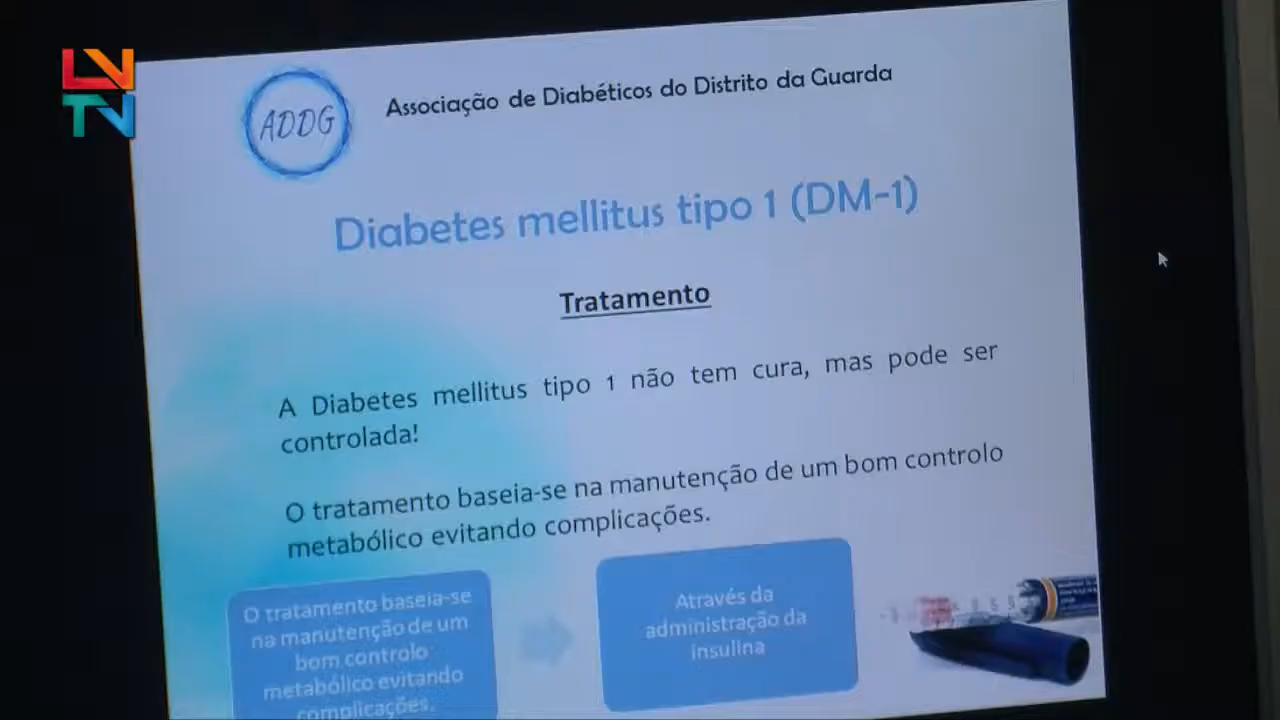 LVTV
ADDG
Associação de Diabéticos do Distrito da Guarda
Diabetes mellitus tipo 1 (DM-1)
Tratamento
A Diabetes mellitus tipo 1 não tem cura, mas pode ser
controlada!
O tratamento baseia-se na manutenção de um bom controlo
metabólico evitando complicações.
O tratamento baseia-se
na manutenção de um
bom controlo
metabólico evitando
complicações.
Através da
administração da
insulina